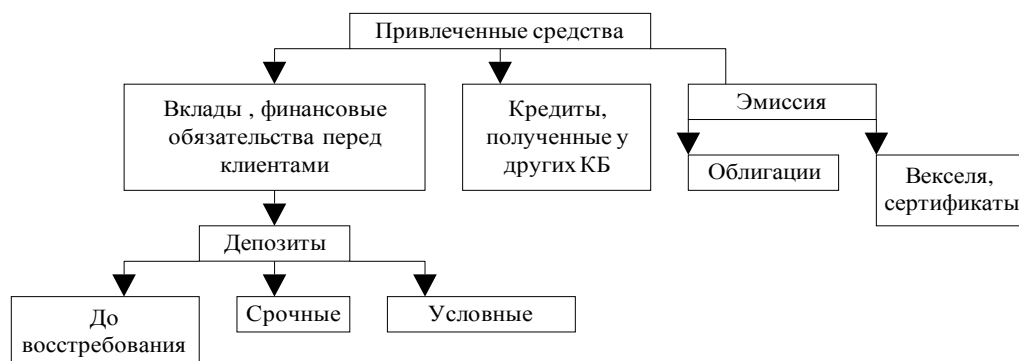 Привлеченные средства
Вклады , финансовые
обязательства перед
клиентами
Кредиты,
полученные у
других КБ
Эмиссия
Облигации
Векселя,
сертификаты
Депозиты
До
восстребования
Срочные
Условные